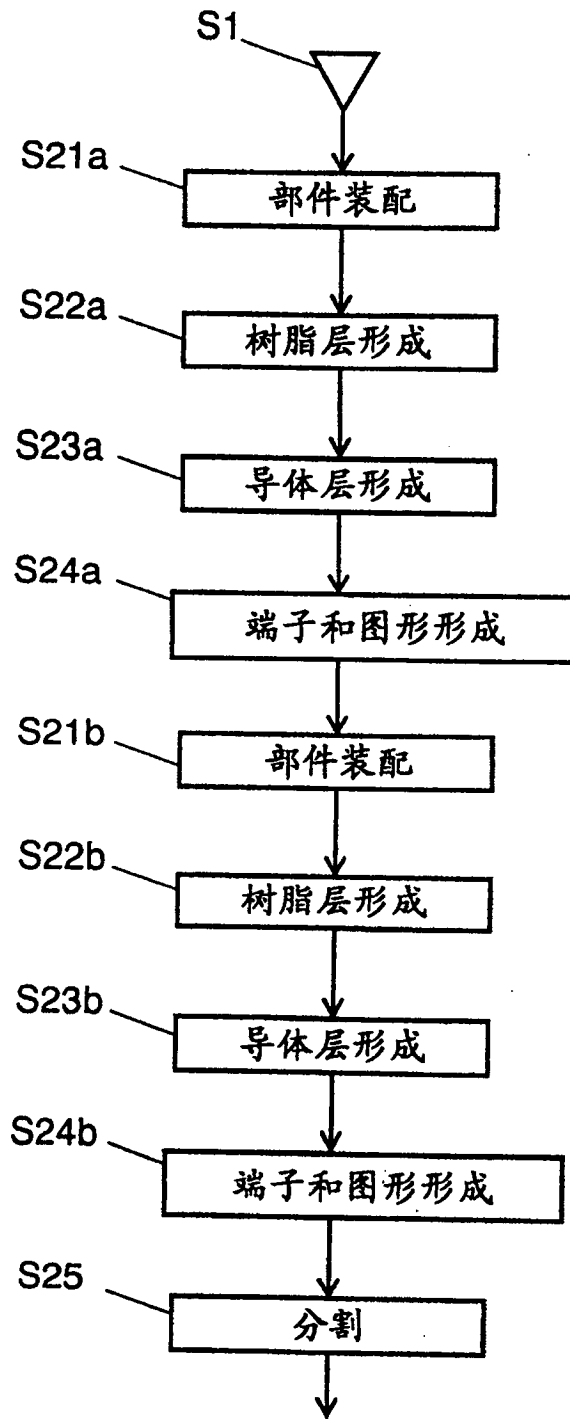 S1
S21a
部件装配
S22a
树脂层形成
S23a
导体层形成
S24a
端子和图形形成
S21b
部件装配
S22b
树脂层形成
S23b
导体层形成
S24b
端子和图形形成
S25
分割